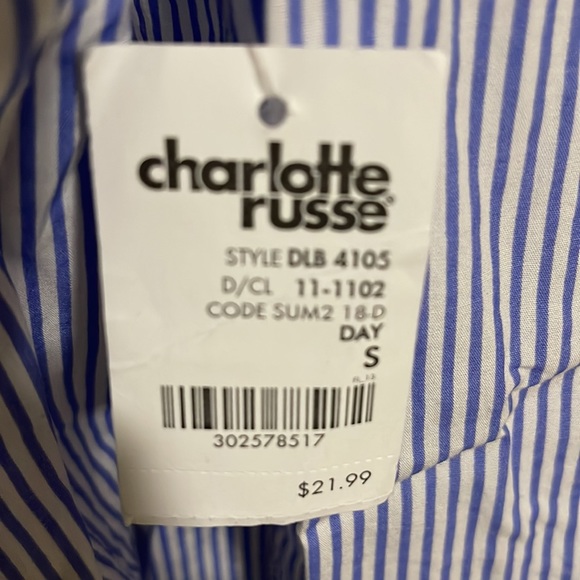 charlotte
russe
STYLE DLB 4105
D/CL 11-1102
CODE SUM2 18-D
DAY
S
302578517
$21.99